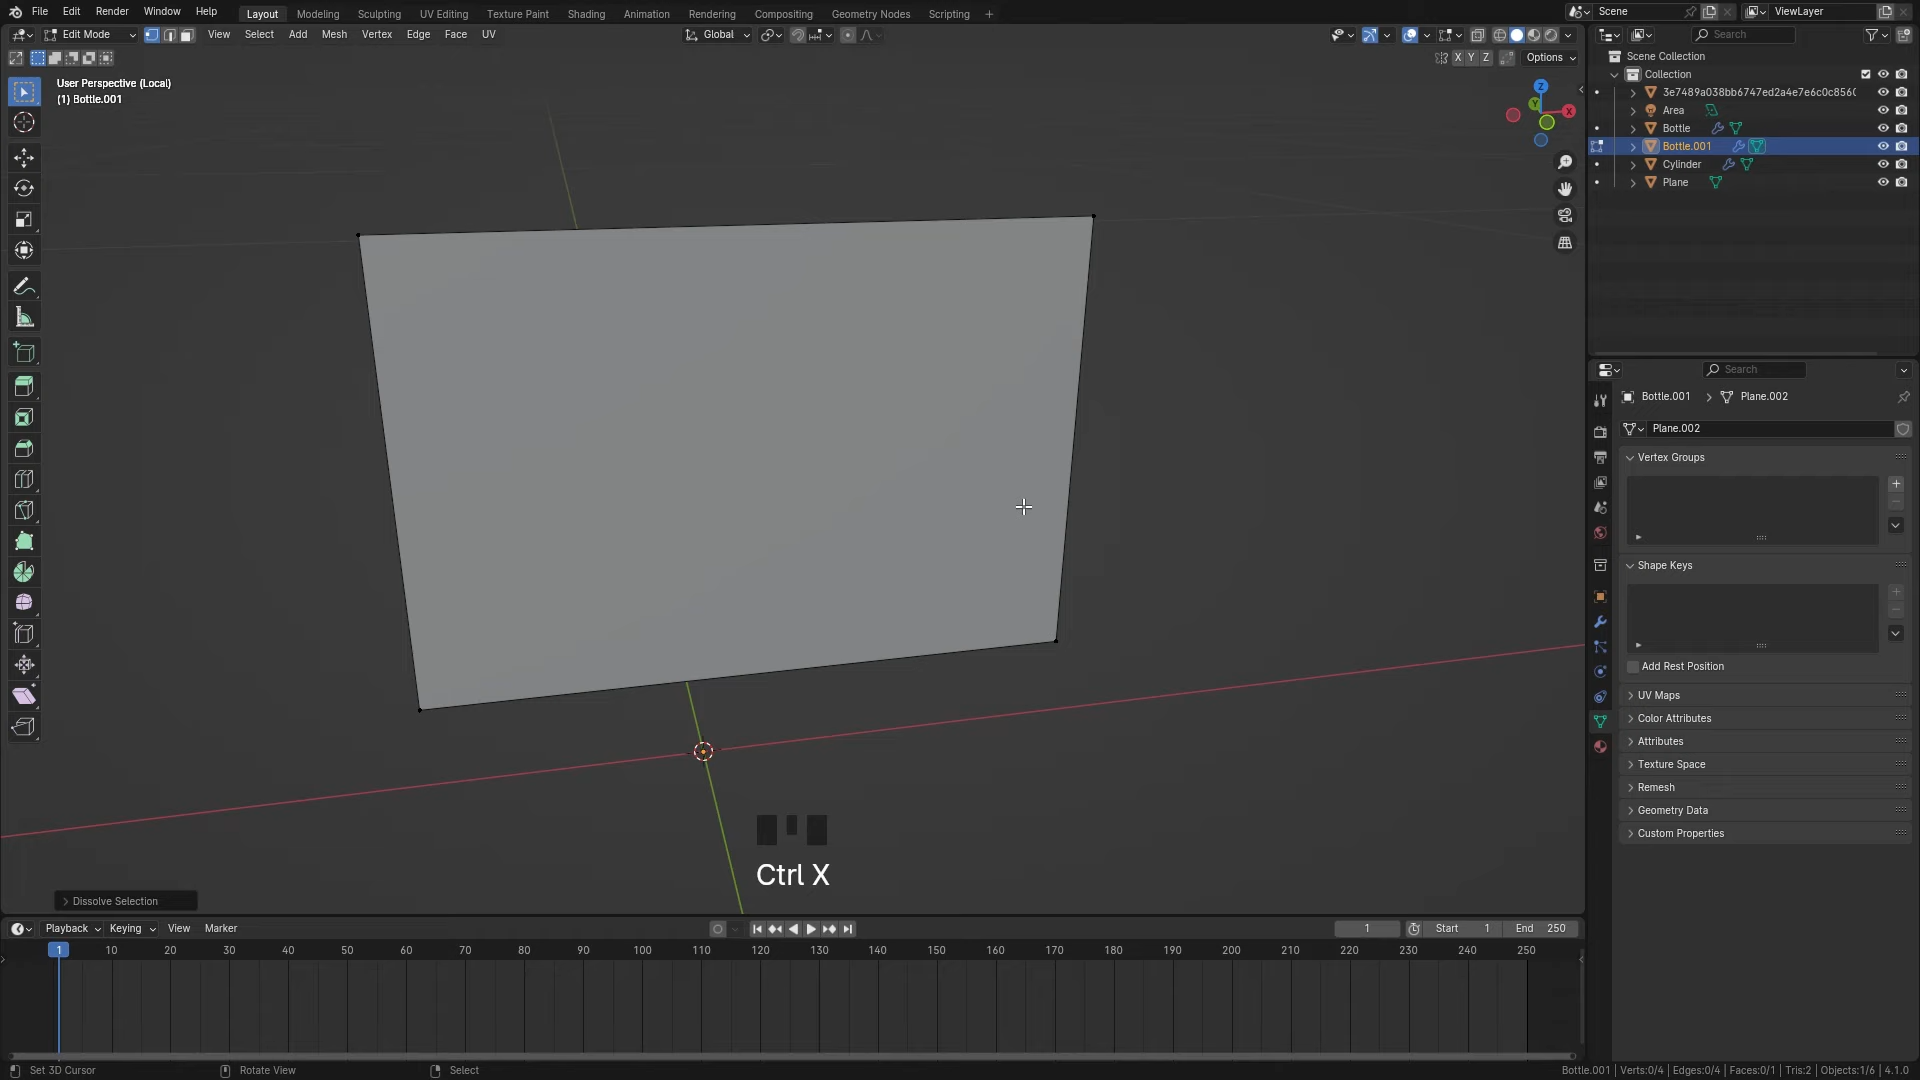 File Edit Render Window Help Layout Modeling Sculpting UV Editing Texture Paint Shading Animation Rendering Compositing Geometry Nodes Scripting + Scene ViewLayer
Edit Mode View Select Add Mesh Vertex Edge Face UV Global Search
X Y Z Options
User Perspective (Local)
(1) Bottle.001
Z
Y
X
Scene Collection
Collection
3e7489a038bb6747ed2a4e7e6c0c856(
Area
Bottle
Bottle.001
Cylinder
Plane
Search
Bottle.001 > Plane.002
Plane.002
Vertex Groups
Shape Keys
Add Rest Position
UV Maps
Color Attributes
Attributes
Texture Space
Remesh
Geometry Data
Custom Properties
Ctrl X
Dissolve Selection
Playback Keying View Marker 1 Start 1 End 250
1 10 20 30 40 50 60 70 80 90 100 110 120 130 140 150 160 170 180 190 200 210 220 230 240 250
Set 3D Cursor Rotate View Select Bottle.001 | Verts:0/4 | Edges:0/4 | Faces:0/1 | Tris:2 | Objects:1/6 | 4.1.0